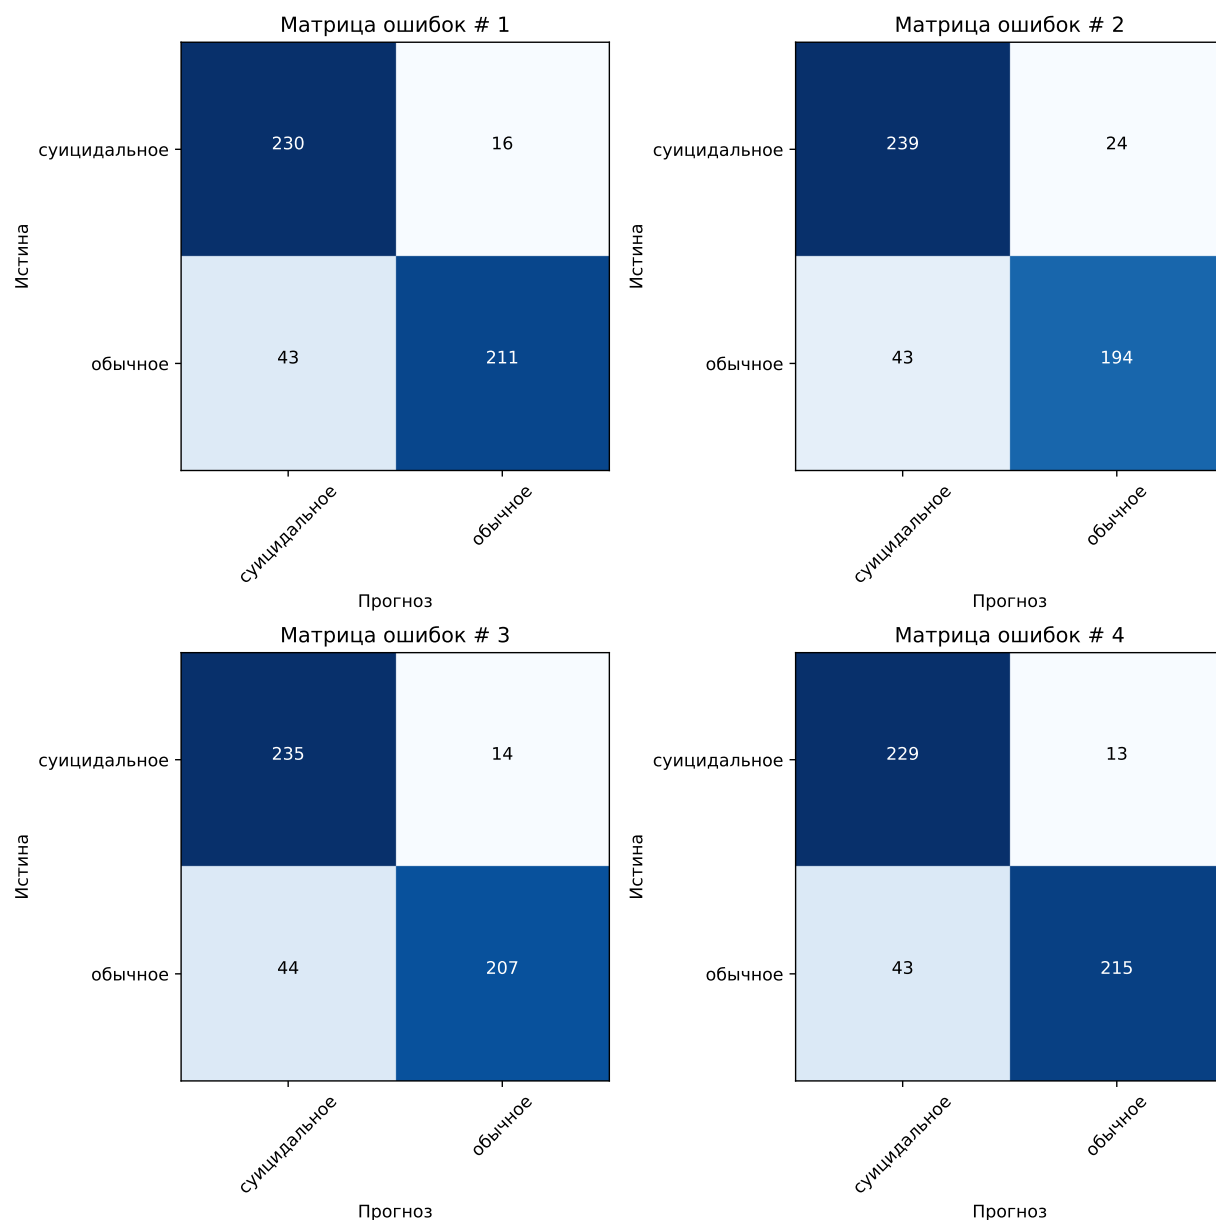 Матрица ошибок # 1
суицидальное
230
16
обычное
43
211
Истина
суицидальное
обычное
Прогноз
Матрица ошибок # 2
суицидальное
239
24
обычное
43
194
Истина
суицидальное
обычное
Прогноз
Матрица ошибок # 3
суицидальное
235
14
обычное
44
207
Истина
суицидальное
обычное
Прогноз
Матрица ошибок # 4
суицидальное
229
13
обычное
43
215
Истина
суицидальное
обычное
Прогноз